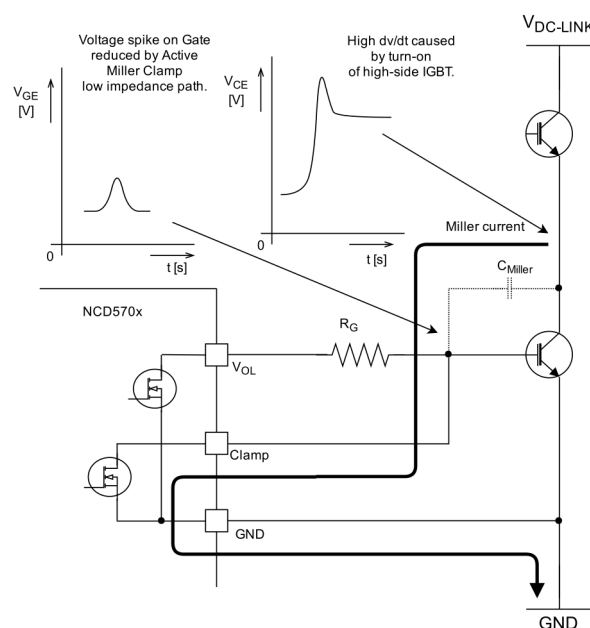 Voltage spike on Gate
reduced by Active
Miller Clamp
low impedance path.
V_GE
[V]
0
t [s]
High dv/dt caused
by turn-on
of high-side IGBT.
V_CE
[V]
0
t [s]
V_DC-LINK
Miller current
C_Miller
NCD570x
R_G
V_OL
Clamp
GND
GND